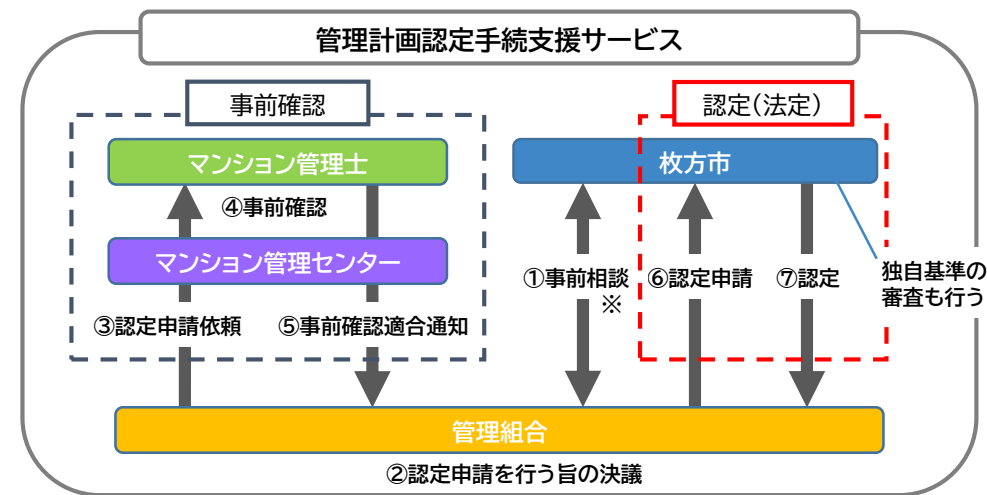 管理計画認定手続支援サービス
事前確認
認定(法定)
マンション管理士
枚方市
④事前確認
マンション管理センター
①事前相談
※
⑥認定申請
⑦認定
独自基準の
審査も行う
③認定申請依頼
⑤事前確認適合通知
管理組合
②認定申請を行う旨の決議